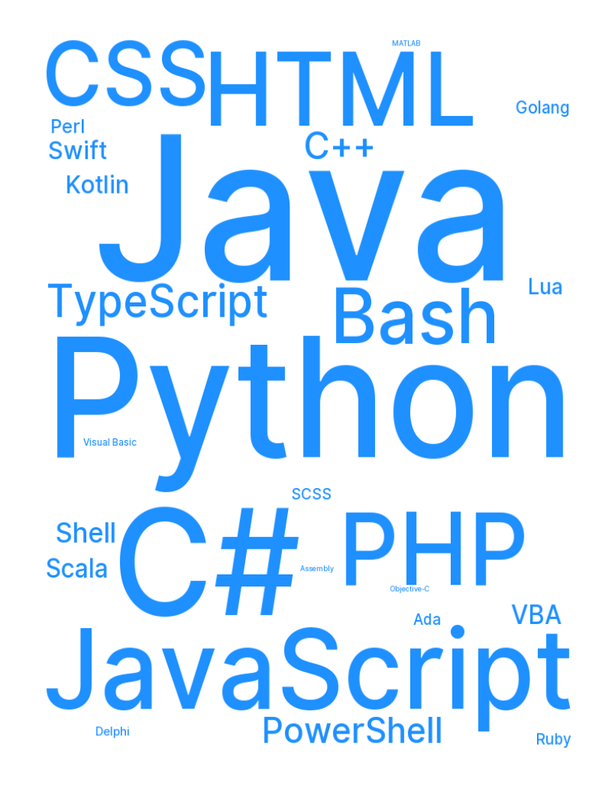 MATLAB
CSS
HTML
Golang
Perl
C++
Swift
Kotlin
Java
Lua
TypeScript
Bash
Python
Visual Basic
SCSS
Shell
C#
PHP
Scala
Assembly
Objective-C
Ada
VBA
JavaScript
Delphi
PowerShell
Ruby